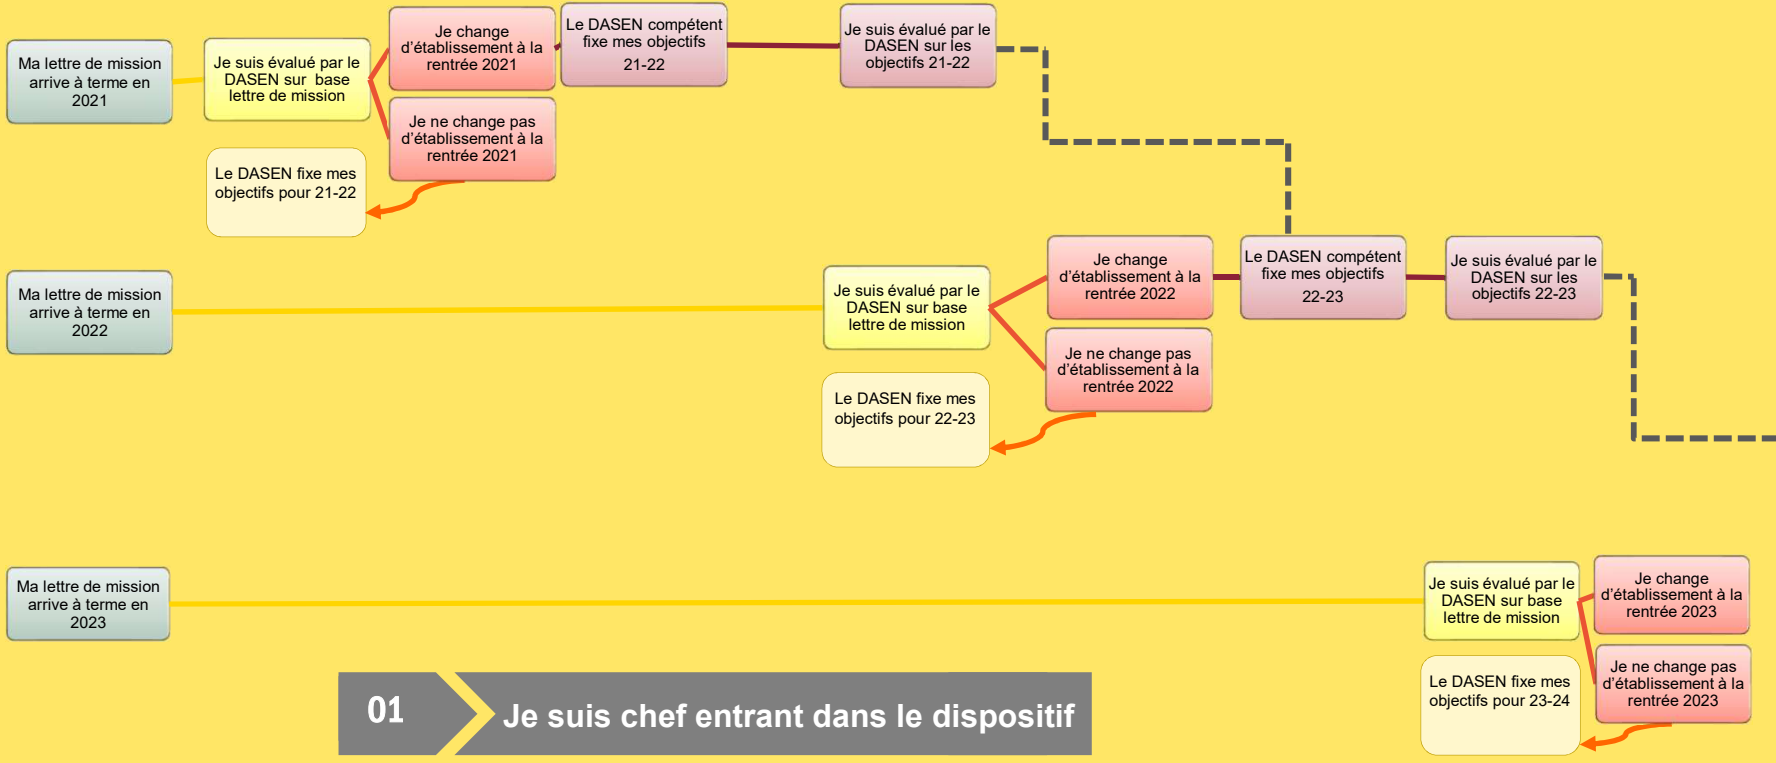 Ma lettre de mission
arrive à terme en
2021
Je suis évalué par le
DASEN sur base
lettre de mission
Je change
d'établissement à la
rentrée 2021
Le DASEN compétent
fixe mes objectifs
21-22
Je suis évalué par le
DASEN sur les
objectifs 21-22
Je ne change pas
d'établissement à la
rentrée 2021
Le DASEN fixe mes
objectifs pour 21-22
Ma lettre de mission
arrive à terme en
2022
Je suis évalué par le
DASEN sur base
lettre de mission
Je change
d'établissement à la
rentrée 2022
Le DASEN compétent
fixe mes objectifs
22-23
Je suis évalué par le
DASEN sur les
objectifs 22-23
Je ne change pas
d'établissement à la
rentrée 2022
Le DASEN fixe mes
objectifs pour 22-23
Ma lettre de mission
arrive à terme en
2023
Je suis évalué par le
DASEN sur base
lettre de mission
Je change
d'établissement à la
rentrée 2023
Je ne change pas
d'établissement à la
rentrée 2023
Le DASEN fixe mes
objectifs pour 23-24
01
Je suis chef entrant dans le dispositif